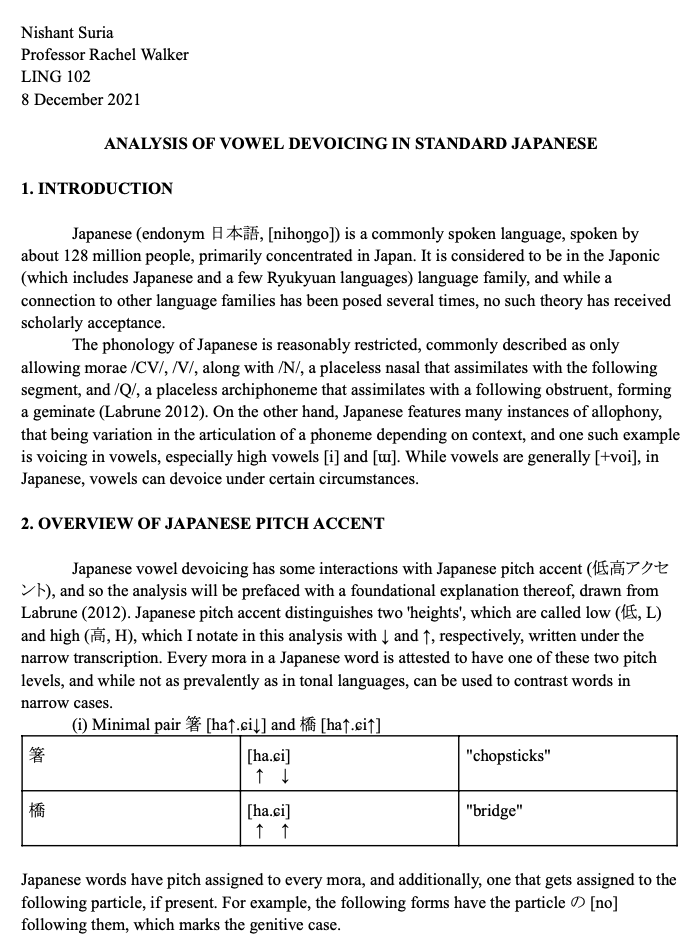 Nishant Suria
Professor Rachel Walker
LING 102
8 December 2021
ANALYSIS OF VOWEL DEVOICING IN STANDARD JAPANESE
1. INTRODUCTION
Japanese (endonym 日本語, [nihoŋgo]) is a commonly spoken language, spoken by
about 128 million people, primarily concentrated in Japan. It is considered to be in the Japonic
(which includes Japanese and a few Ryukyuan languages) language family, and while a
connection to other language families has been posed several times, no such theory has received
scholarly acceptance.
The phonology of Japanese is reasonably restricted, commonly described as only
allowing morae /CV/, /V/, along with /N/, a placeless nasal that assimilates with the following
segment, and /Q/, a placeless archiphoneme that assimilates with a following obstruent, forming
a geminate (Labrune 2012). On the other hand, Japanese features many instances of allophony,
that being variation in the articulation of a phoneme depending on context, and one such example
is voicing in vowels, especially high vowels [i] and [ɯ]. While vowels are generally [+voi], in
Japanese, vowels can devoice under certain circumstances.
2. OVERVIEW OF JAPANESE PITCH ACCENT
Japanese vowel devoicing has some interactions with Japanese pitch accent (低高アクセ
ント), and so the analysis will be prefaced with a foundational explanation thereof, drawn from
Labrune (2012). Japanese pitch accent distinguishes two 'heights', which are called low (低, L)
and high (高, H), which I notate in this analysis with ↓ and ↑, respectively, written under the
narrow transcription. Every mora in a Japanese word is attested to have one of these two pitch
levels, and while not as prevalently as in tonal languages, can be used to contrast words in
narrow cases.
(i) Minimal pair 箸 [ha↑.ɕi↓] and 橋 [ha↑.ɕi↑]
箸 [ha.ɕi] "chopsticks"
↑ ↓
橋 [ha.ɕi] "bridge"
↑ ↑
Japanese words have pitch assigned to every mora, and additionally, one that gets assigned to the
following particle, if present. For example, the following forms have the particle の [no]
following them, which marks the genitive case.